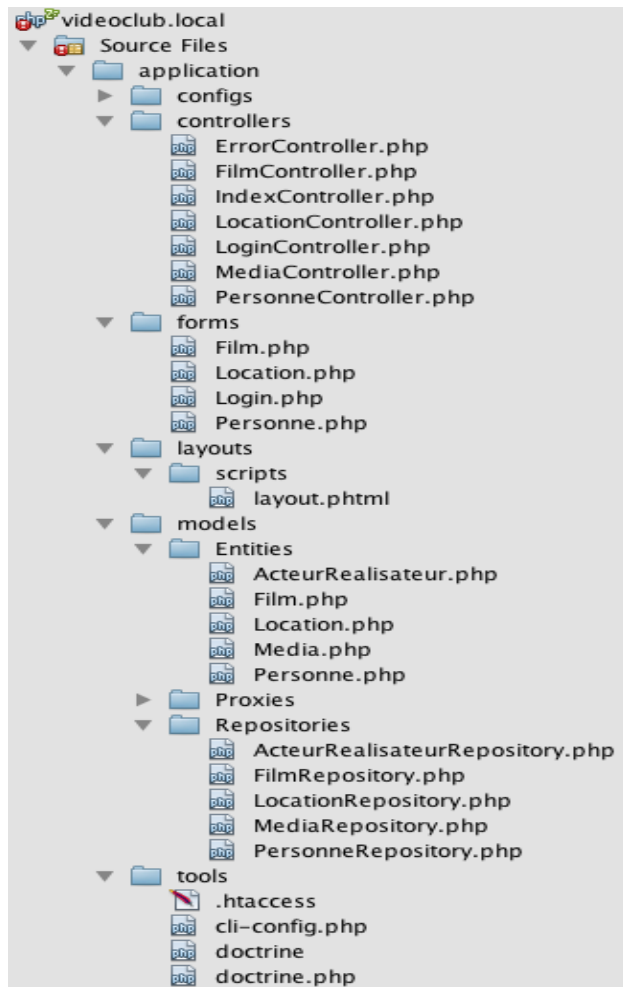 videoclub.local
Source Files
application
configs
controllers
ErrorController.php
FilmController.php
IndexController.php
LocationController.php
LoginController.php
MediaController.php
PersonneController.php
forms
Film.php
Location.php
Login.php
Personne.php
layouts
scripts
layout.phtml
models
Entities
ActeurRealisateur.php
Film.php
Location.php
Media.php
Personne.php
Proxies
Repositories
ActeurRealisateurRepository.php
FilmRepository.php
LocationRepository.php
MediaRepository.php
PersonneRepository.php
tools
.htaccess
cli-config.php
doctrine
doctrine.php